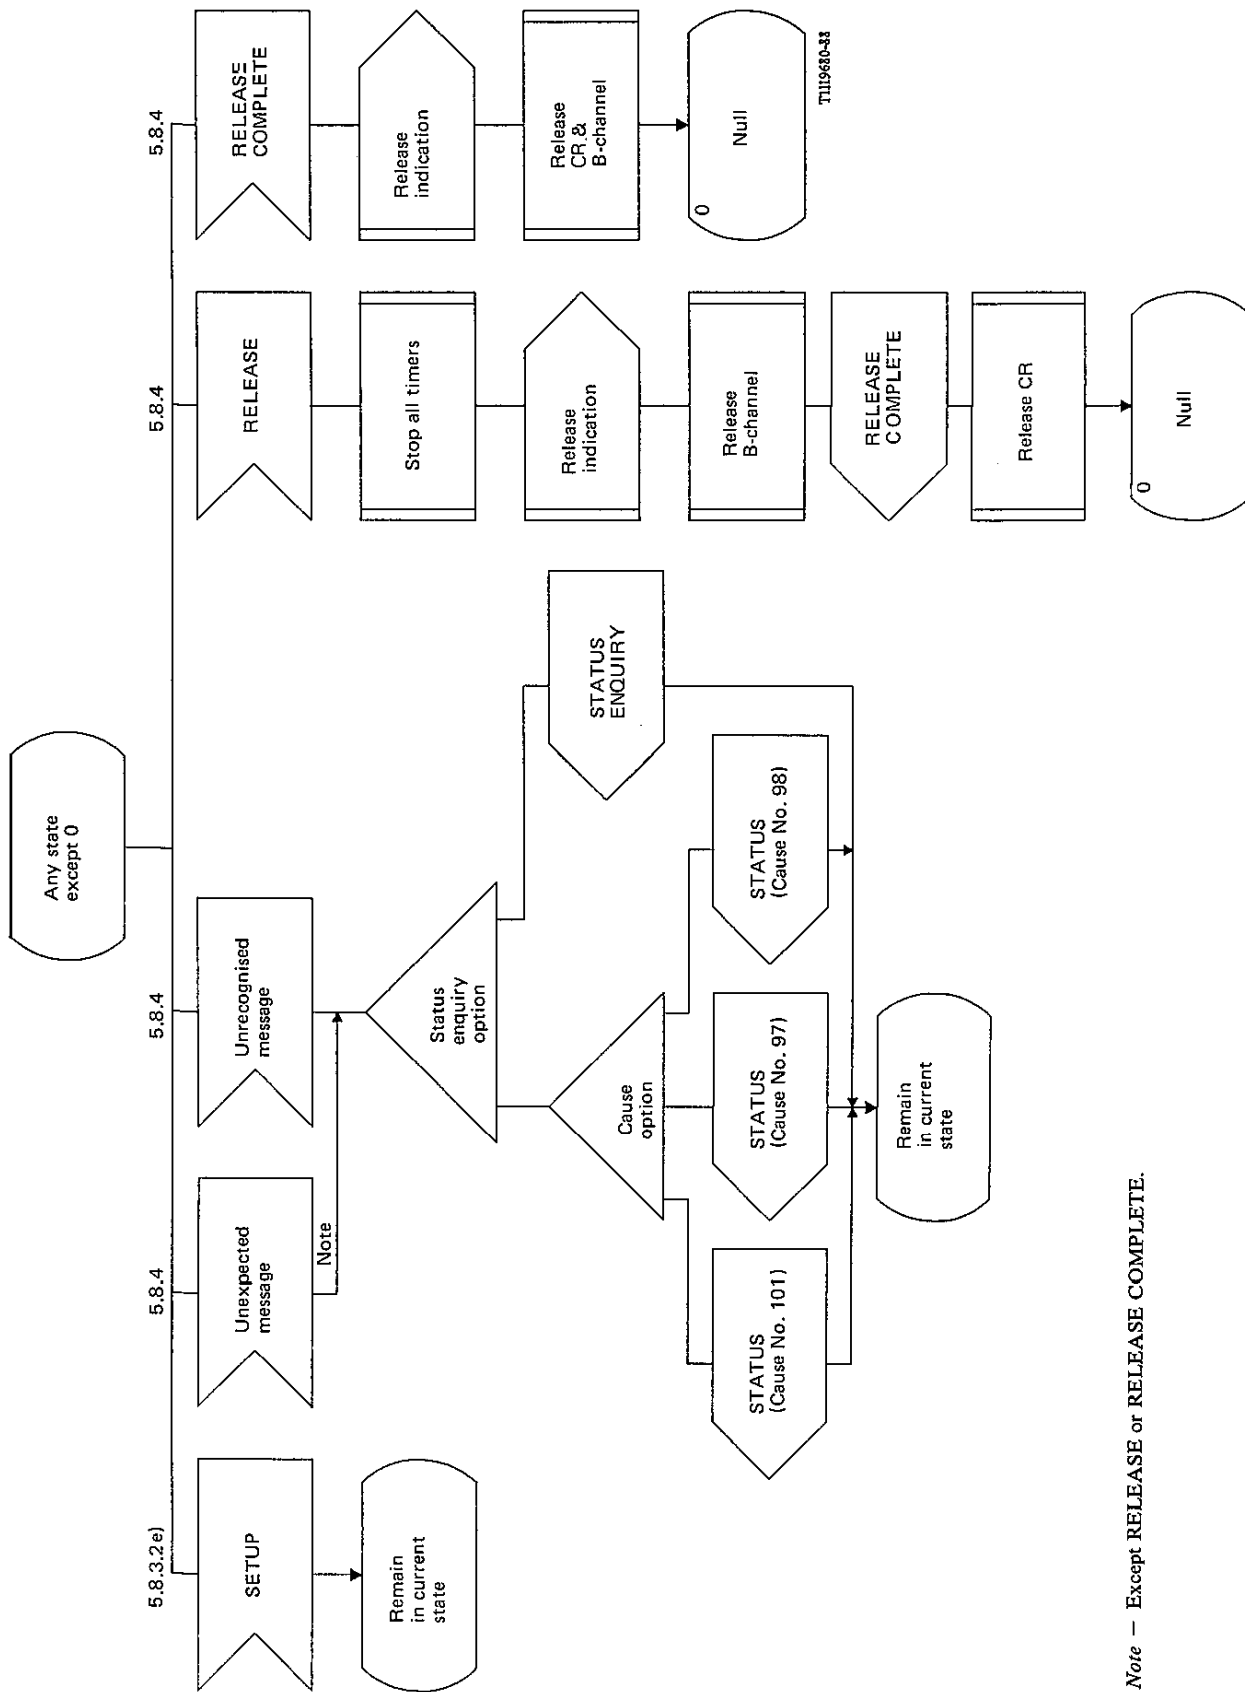 Any state
except 0
5.8.3.2e)
5.8.4
5.8.4
5.8.4
5.8.4
SETUP
Unexpected
message
Unrecognised
message
RELEASE
RELEASE
COMPLETE
Note
Remain
in current
state
Status
enquiry
option
Stop all timers
Release
indication
Cause
option
STATUS
ENQUIRY
Release
indication
Release
CR &
B-channel
STATUS
(Cause No. 101)
STATUS
(Cause No. 97)
STATUS
(Cause No. 98)
Release
B-channel
0
Null
RELEASE
COMPLETE
T1119680-88
Remain
in current
state
Release CR
0
Null
Note – Except RELEASE or RELEASE COMPLETE.